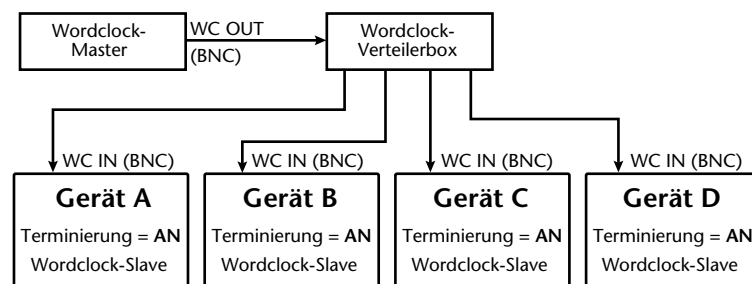 Wordclock-
Master
WC OUT
(BNC)
Wordclock-
Verteilerbox
WC IN (BNC)
WC IN (BNC)
WC IN (BNC)
WC IN (BNC)
Gerät A
Terminierung = AN
Wordclock-Slave
Gerät B
Terminierung = AN
Wordclock-Slave
Gerät C
Terminierung = AN
Wordclock-Slave
Gerät D
Terminierung = AN
Wordclock-Slave